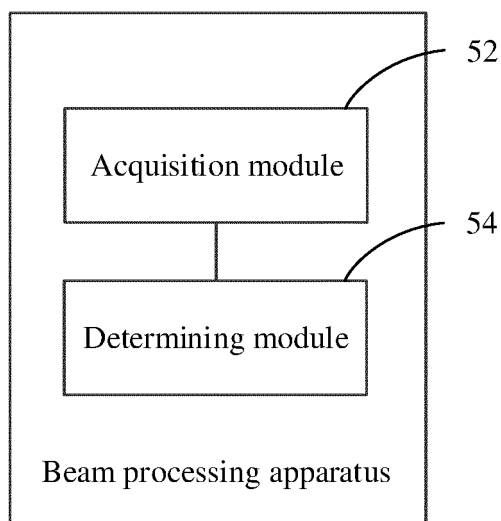 52
Acquisition module
54
Determining module
Beam processing apparatus